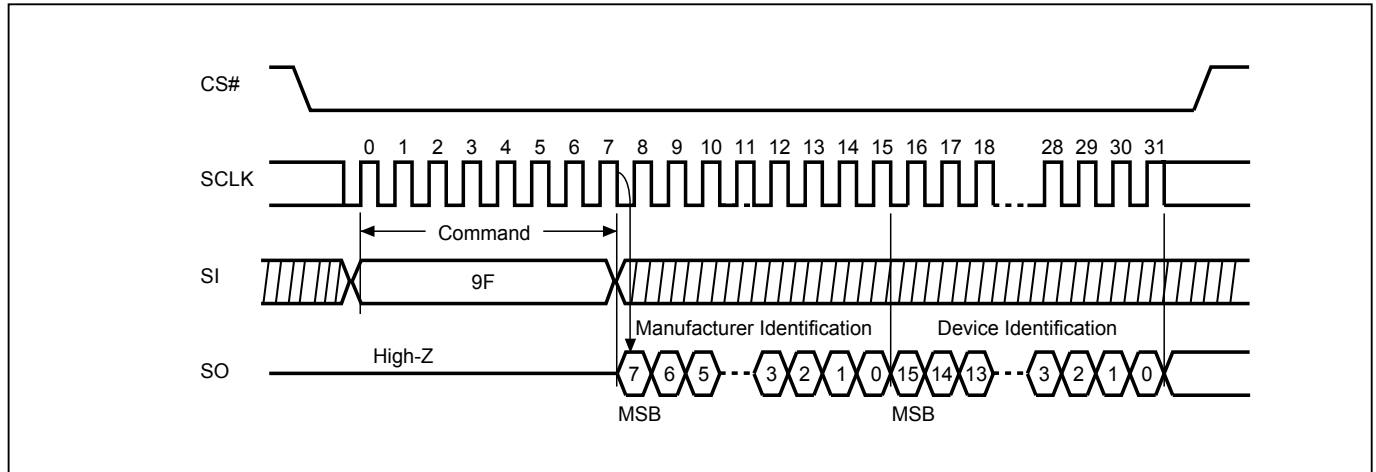 CS#
0 1 2 3 4 5 6 7 8 9 10 11 12 13 14 15 16 17 18 28 29 30 31
SCLK
Command
SI
9F
Manufacturer Identification Device Identification
High-Z
SO
7 6 5 3 2 1 0 15 14 13 3 2 1 0
MSB MSB